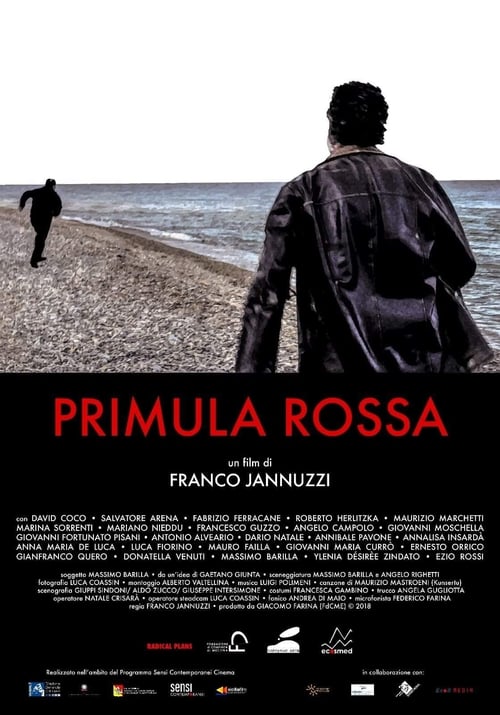 PRIMULA ROSSA
un film di
FRANCO JANNUZZI
con DAVID COCO • SALVATORE ARENA • FABRIZIO FERRACANE • ROBERTO HERLITZKA • MAURIZIO MARCHETTI
MARINA SORRENTI • MARIANO NIEDDU • FRANCESCO GUZZO • ANGELO CAMPOLO • GIOVANNI MOSCHELLA
GIOVANNI FORTUNATO PISANI • ANTONIO ALVEARIO • DARIO NATALE • ANNIBALE PAVONE • ANNALISA INSARDÀ
ANNA MARIA DE LUCA • LUCA FIORINO • MAURO FAILLA • GIOVANNI MARIA CURRÒ • ERNESTO ORRICO
GIANFRANCO QUERO • DONATELLA VENUTI • MASSIMO BARILLA • YLENIA DÉSIRÉE ZINDATO • EZIO ROSSI
soggetto MASSIMO BARILLA • da un'idea di GAETANO GIUNTA • sceneggiatura MASSIMO BARILLA e ANGELO RIGHETTI
fotografia LUCA COASSIN • montaggio ALBERTO VALTELLINA • musica LUIGI POLIMENI • canzone di MAURIZIO MASTROENI (Kunsertu)
scenografia GIUPPI SINDONI/ ALDO ZUCCO/ GIUSEPPE INTERSIMONE • costumi FRANCESCA GAMBINO • trucco ANGELA GUGLIOTTA
operatore NATALE CRISARÀ • operatore steadcam LUCA COASSIN • fonico ANDREA DI MAIO • microfonista FEDERICO FARINA
regia FRANCO JANNUZZI • prodotto da GIACOMO FARINA [FdCME] © 2018
RADICAL PLANS
ecosmed
Realizzato nell'ambito del Programma Sensi Contemporanei Cinema
in collaborazione con:
SENSI
CONTEMPORANEI